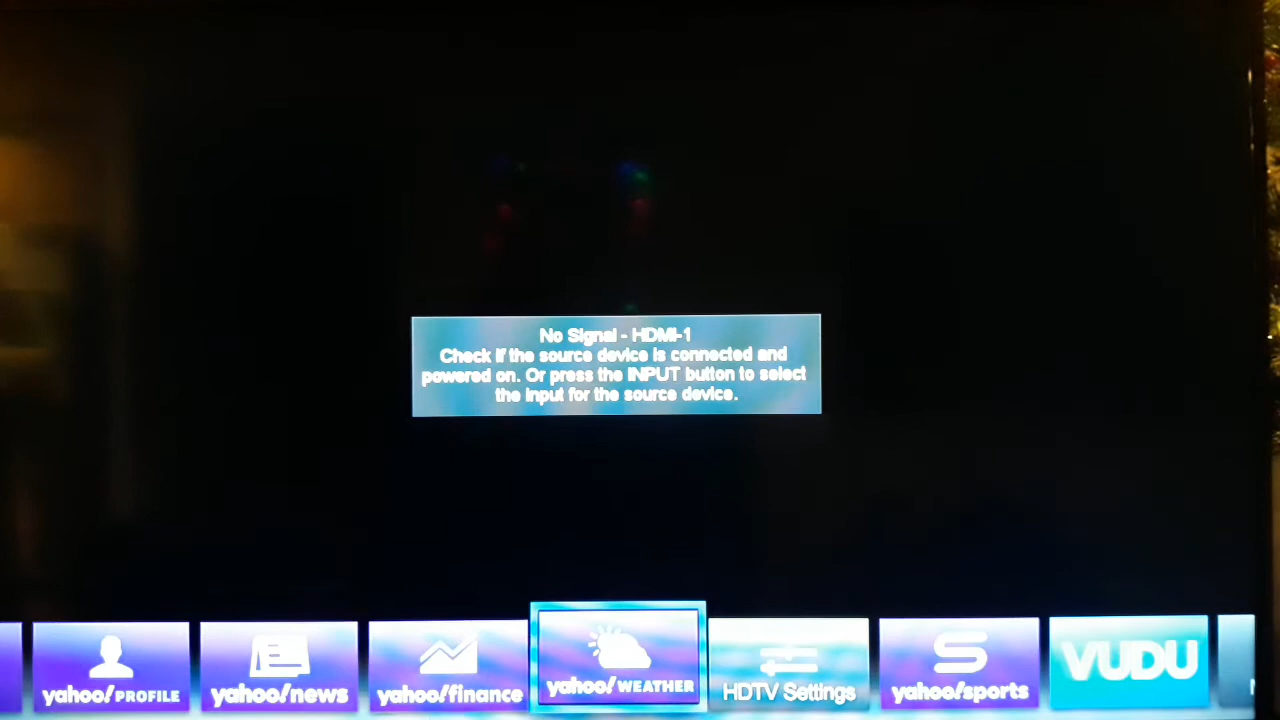 No Signal - HDMI-1
Check if the source device is connected and
powered on. Or press the INPUT button to select
the input for the source device.
yahoo! PROFILE
yahoo! news
yahoo! finance
yahoo! WEATHER
HDTV Settings
yahoo! sports
VUDU